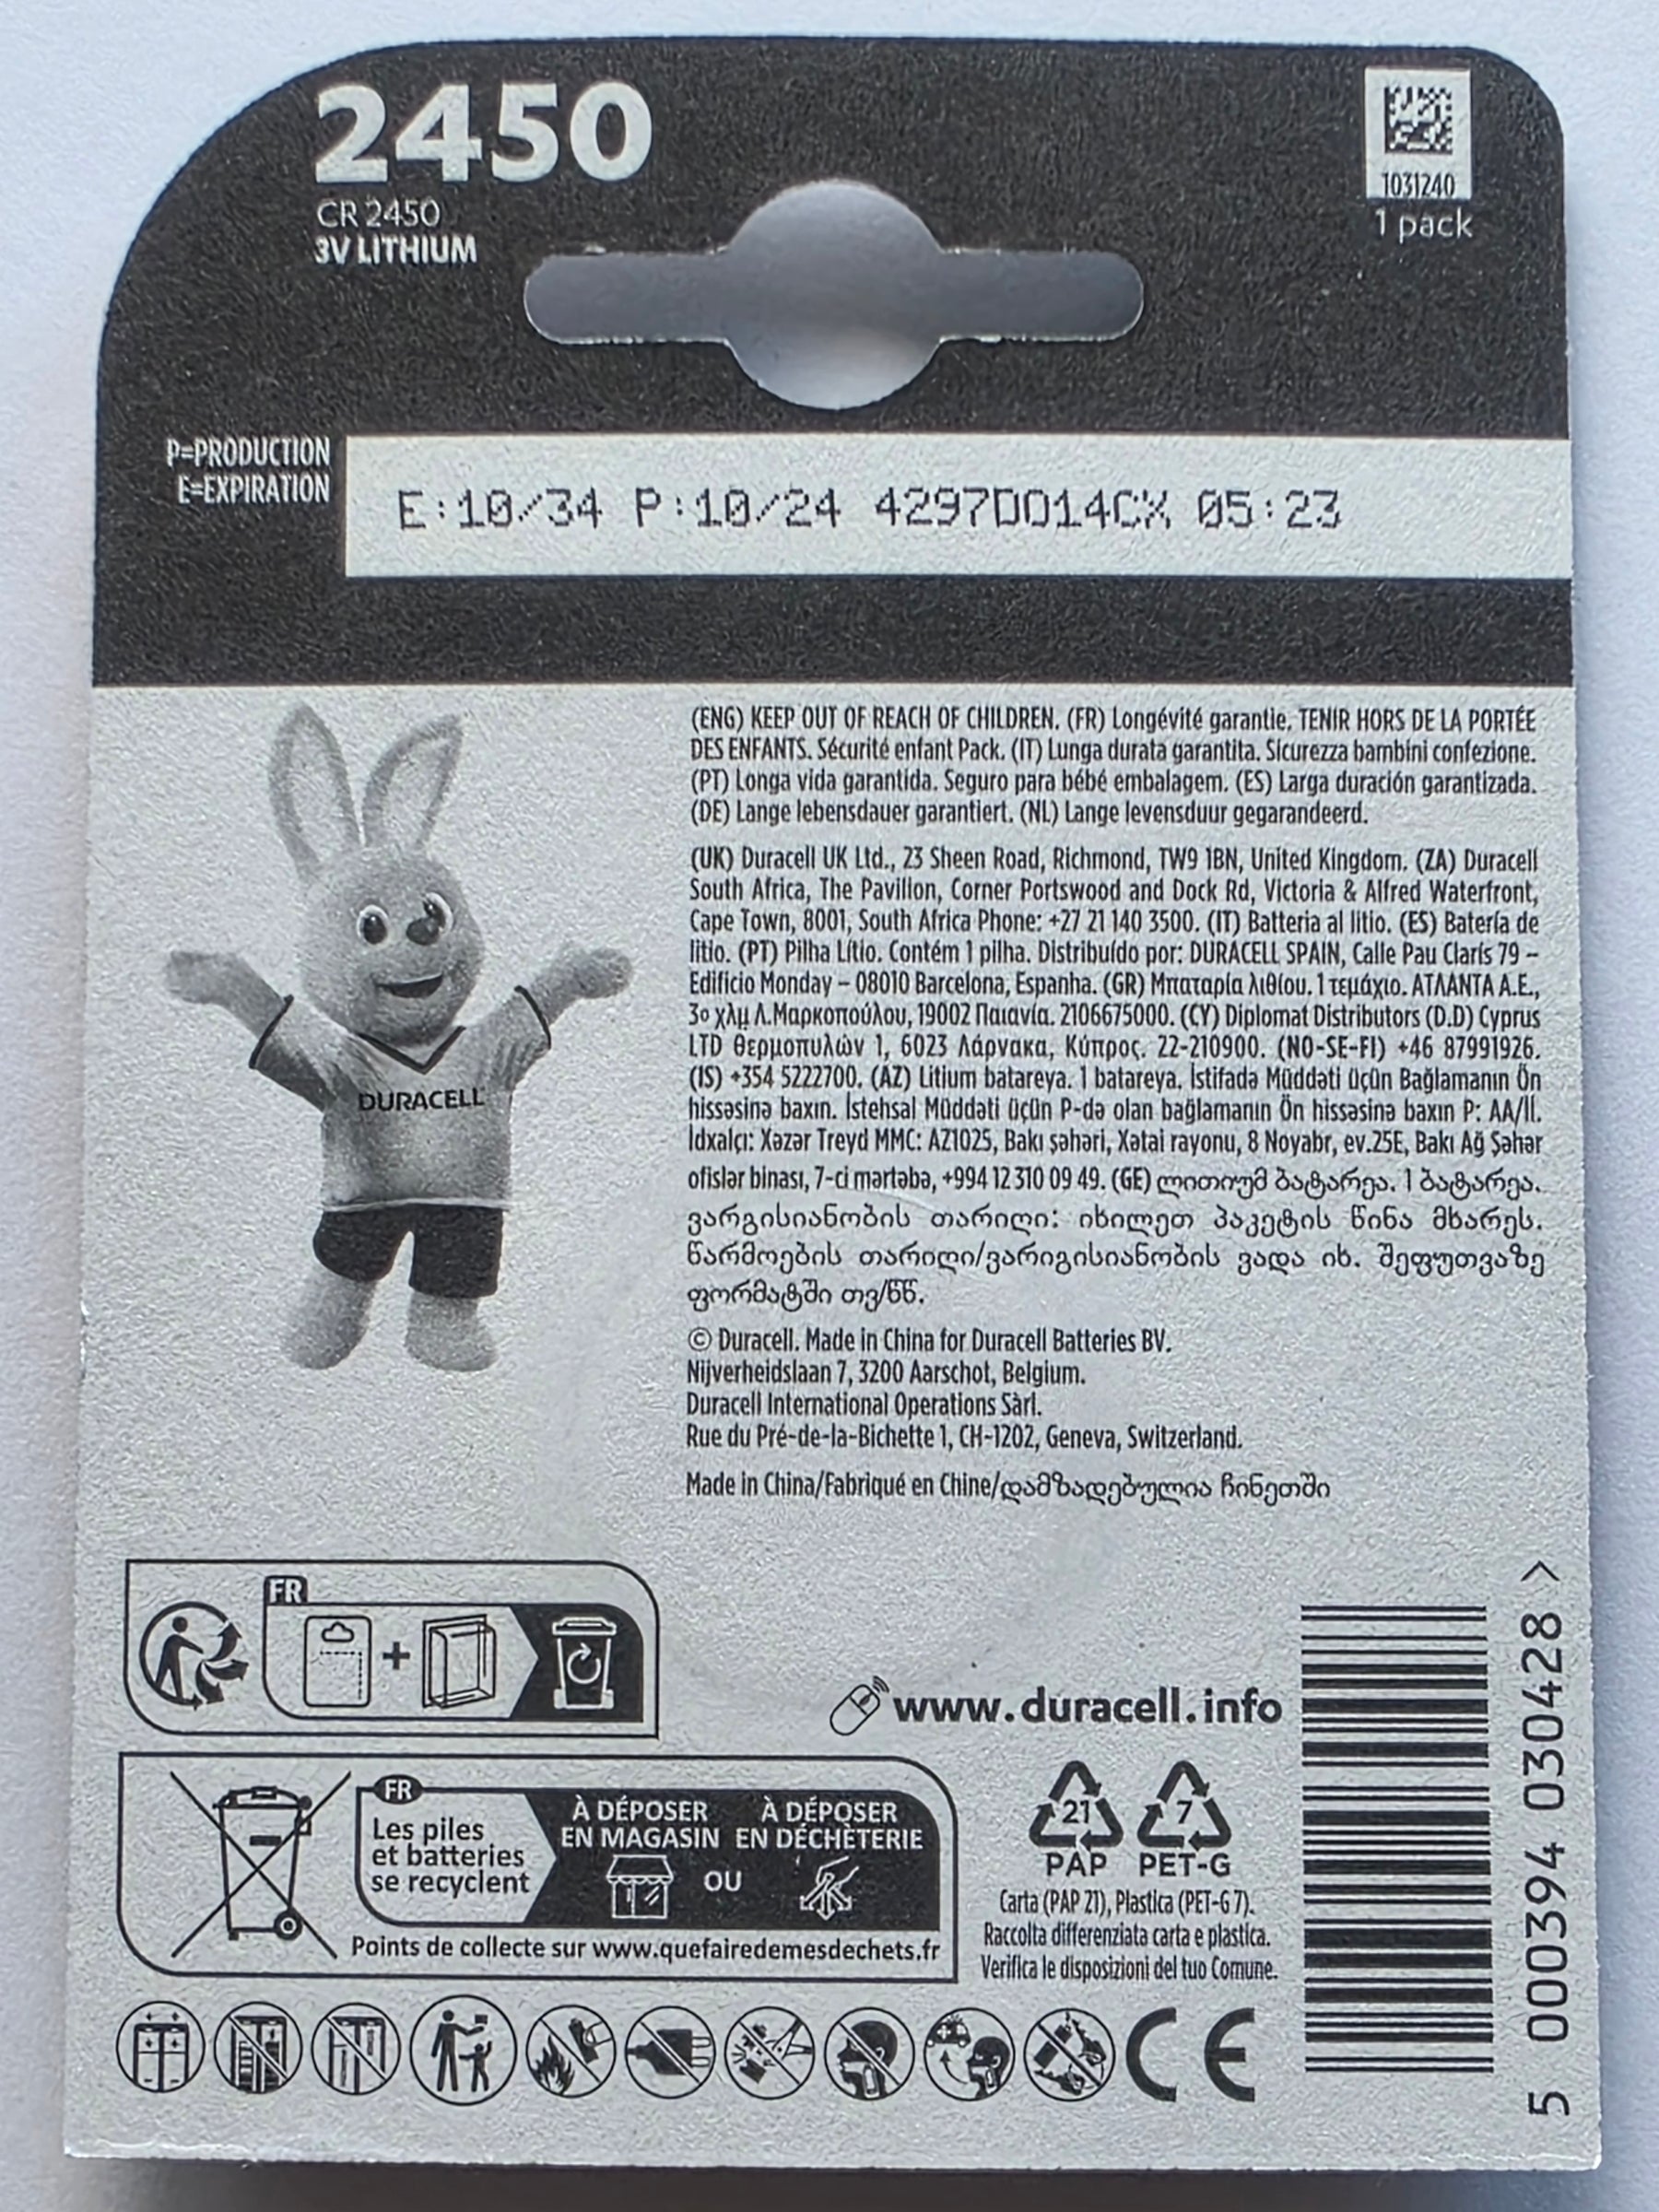 2450
CR 2450
3V LITHIUM
1031240
1 pack
P=PRODUCTION
E=EXPIRATION
E:10/34 P:10/24 4297DO14CX 05:23
(ENG) KEEP OUT OF REACH OF CHILDREN. (FR) Longévité garantie. TENIR HORS DE LA PORTÉE
DES ENFANTS. Sécurité enfant Pack. (IT) Lunga durata garantita. Sicurezza bambini confezione.
(PT) Longa vida garantida. Seguro para bébé embalagem. (ES) Larga duración garantizada.
(DE) Lange lebensdauer garantiert. (NL) Lange levensduur gegarandeerd.
(UK) Duracell UK Ltd., 23 Sheen Road, Richmond, TW9 1BN, United Kingdom. (ZA) Duracell
South Africa, The Pavilion, Corner Portswood and Dock Rd, Victoria & Alfred Waterfront,
Cape Town, 8001, South Africa Phone: +27 21 140 3500. (IT) Batteria al litio. (ES) Batería de
litio. (PT) Pilha Lítio. Contém 1 pilha. Distribuído por: DURACELL SPAIN, Calle Pau Clarís 79 –
Edificio Monday – 08010 Barcelona, Espanha. (GR) Μπαταρία λιθίου. 1 τεμάχιο. ΑΤΛΑΝΤΑ Α.Ε.,
3ο χλμ Λ.Μαρκοπούλου, 19002 Παιανία. 2106675000. (CY) Diplomat Distributors (D.D) Cyprus
LTD Θερμοπυλών 1, 6023 Λάρνακα, Κύπρος. 22-210900. (NO-SE-FI) +46 87991926.
(IS) +354 5222700. (AZ) Litium batareya. 1 batareya. İstifadə Müddəti üçün Bağlamanın Ön
hissəsinə baxın. İstehsal Müddəti üçün P-də olan bağlamanın Ön hissəsinə baxın P: AA/İl.
İdxalçı: Xəzər Treyd MMC: AZ1025, Bakı şəhəri, Xətai rayonu, 8 Noyabr, ev.25E, Bakı Ağ Şəhər
ofislər binası, 7-ci mərtəbə, +994 12 310 09 49. (GE) ლითიუმ ბატარეა. 1 ბატარეა.
ვარგისიანობის თარიღი: იხილეთ პაკეტის წინა მხარეს.
წარმოების თარიღი/ვარიგისიანობის ვადა იხ. შეფუთვაზე
ფორმატში თვ/წწ.
© Duracell. Made in China for Duracell Batteries BV.
Nijverheidslaan 7, 3200 Aarschot, Belgium.
Duracell International Operations Sàrl.
Rue du Pré-de-la-Bichette 1, CH-1202, Geneva, Switzerland.
Made in China/Fabriqué en Chine/დამზადებულია ჩინეთში
DURACELL
FR
www.duracell.info
FR
Les piles
et batteries
se recyclent
À DÉPOSER
EN MAGASIN
OU
À DÉPOSER
EN DÉCHÈTERIE
Points de collecte sur www.quefairedemesdechets.fr
21
PAP
7
PET-G
Carta (PAP 21), Plastica (PET-G 7).
Raccolta differenziata carta e plastica.
Verifica le disposizioni del tuo Comune.
CE
5 000394 030428 >